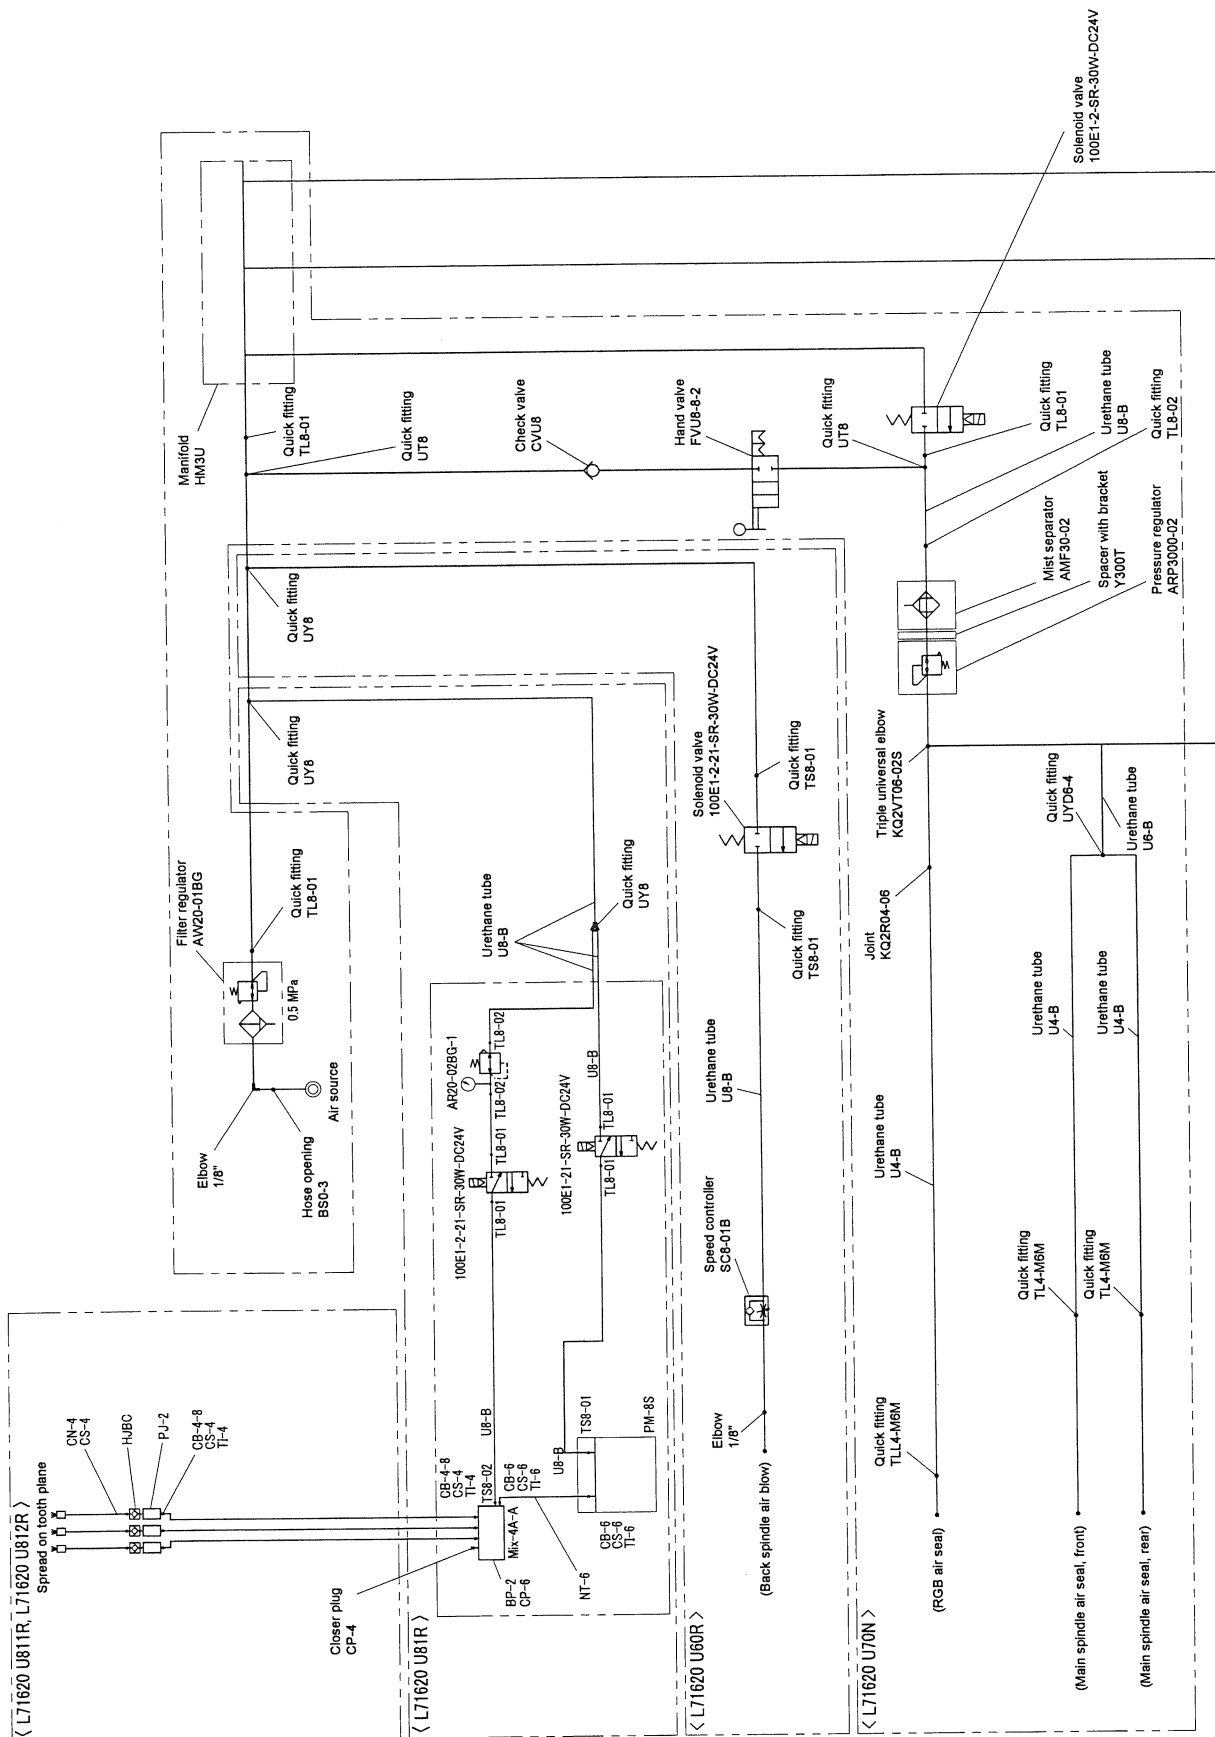 < L71620 U811R, L71620 U812R >
Spread on tooth plane
CN-4
CS-4
HJBC
PJ-2
CB-4-8
CS-4
TI-4
Closer plug
CP-4
Manifold
HM3U
Quick fitting
TL8-01
Quick fitting
UT8
Check valve
CVU8
Hand valve
FVU8-8-2
Quick fitting
UT8
Solenoid valve
100E1-2-SR-30W-DC24V
Quick fitting
TL8-01
Urethane tube
U8-B
Quick fitting
TL8-02
Mist separator
AMF30-02
Spacer with bracket
Y300T
Pressure regulator
ARP3000-02
Quick fitting
UY8
Quick fitting
UY8
Filter regulator
AW20-01BG
Quick fitting
TL8-01
0.5 MPa
Elbow
1/8"
Hose opening
BS0-3
Air source
< L71620 U81R >
Urethane tube
U8-B
Quick fitting
UY8
AR20-02BG-1
TL8-02
TL8-02
TL8-01
100E1-2-21-SR-30W-DC24V
TL8-01
U8-B
TL8-01
100E1-21-SR-30W-DC24V
TL8-01
U8-B
CB-4-8
CS-4
TI-4
TS8-02
Mix-4A-A
CB-6
CS-6
TI-6
U8-B
TS8-01
PM-8S
BP-2
CP-6
NT-6
CB-6
CS-6
TI-6
< L71620 U60R >
Solenoid valve
100E1-2-21-SR-30W-DC24V
Quick fitting
TS8-01
Quick fitting
TS8-01
Urethane tube
U8-B
Speed controller
SC8-01B
Elbow
1/8"
(Back spindle air blow)
< L71620 U70N >
Triple universal elbow
KQ2VT06-02S
Joint
KQ2R04-06
Quick fitting
UYD6-4
Urethane tube
U6-B
Urethane tube
U4-B
Urethane tube
U4-B
Urethane tube
U4-B
Quick fitting
TL4-M6M
Quick fitting
TL4-M6M
Quick fitting
TLL4-M6M
(RGB air seal)
(Main spindle air seal, front)
(Main spindle air seal, rear)